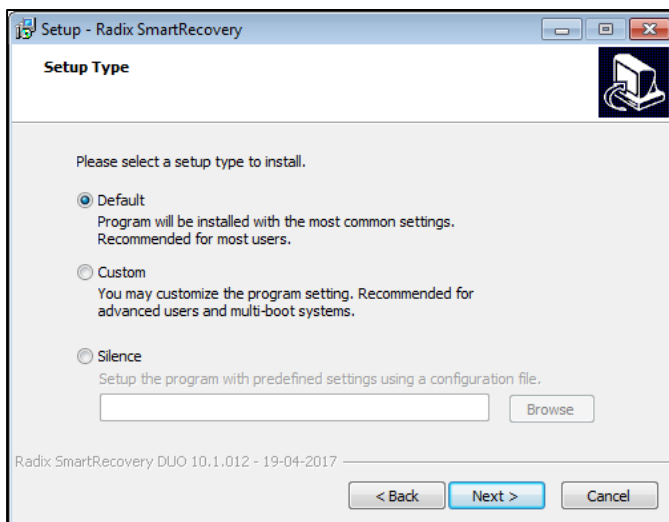 Setup - Radix SmartRecovery
Setup Type
Please select a setup type to install.
Default
Program will be installed with the most common settings.
Recommended for most users.
Custom
You may customize the program setting. Recommended for
advanced users and multi-boot systems.
Silence
Setup the program with predefined settings using a configuration file.
Browse
Radix SmartRecovery DUO 10.1.012 - 19-04-2017
< Back Next > Cancel